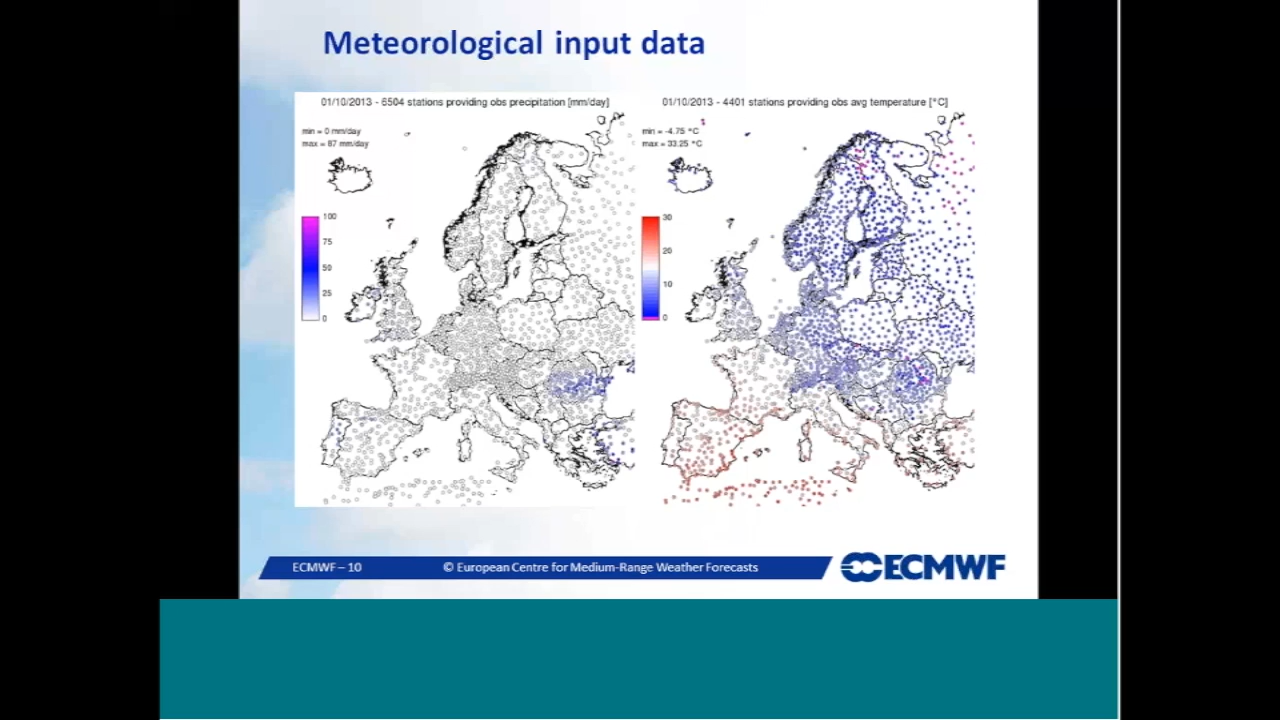 Meteorological input data
01/10/2013 - 6504 stations providing obs precipitation [mm/day]
min = 0 mm/day
max = 87 mm/day
100
75
50
25
0
01/10/2013 - 4401 stations providing obs avg temperature [°C]
min = -4.75 °C
max = 33.25 °C
30
20
10
0
ECMWF – 10
© European Centre for Medium-Range Weather Forecasts
ECMWF